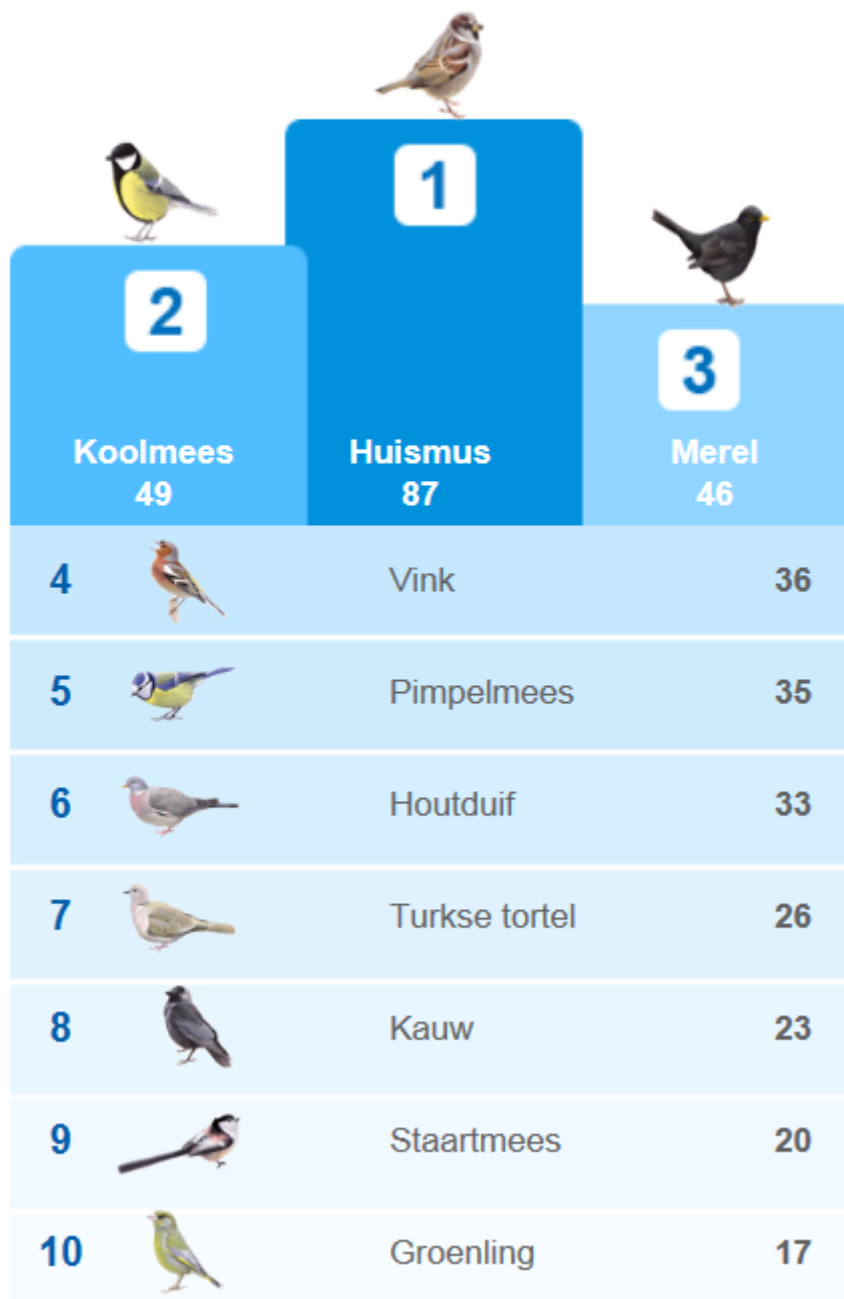 1
2
3
Koolmees Huismus Merel
49 87 46
4 Vink 36
5 Pimpelmees 35
6 Houtduif 33
7 Turkse tortel 26
8 Kauw 23
9 Staartmees 20
10 Groenling 17